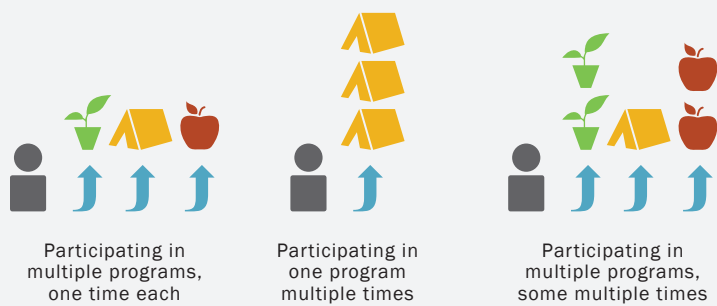 Participating in
multiple programs,
one time each
Participating in
one program
multiple times
Participating in
multiple programs,
some multiple times